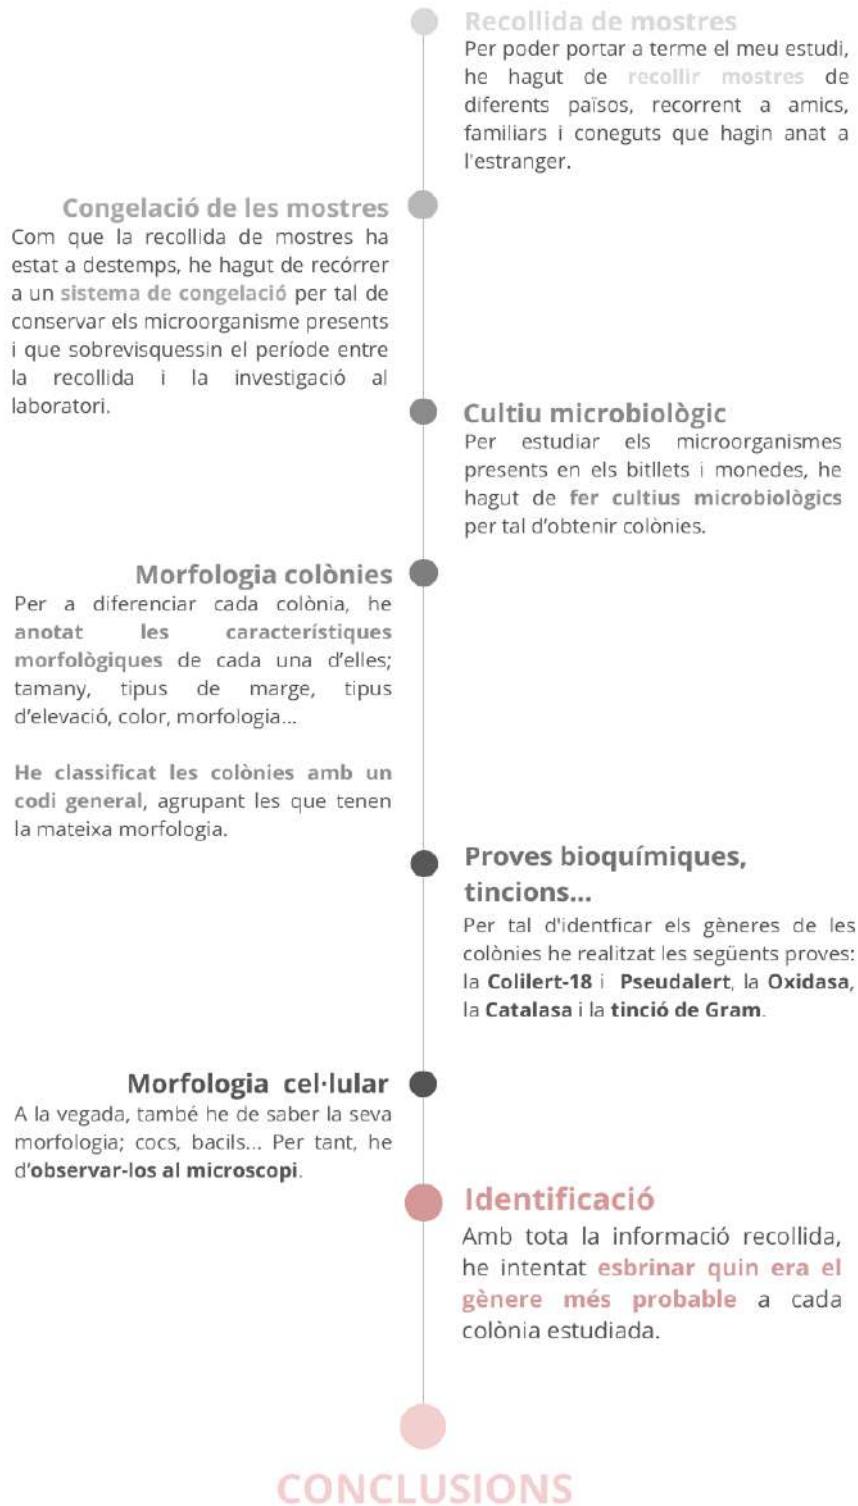 Recollida de mostres
Per poder portar a terme el meu estudi,
he hagut de recollir mostres de
diferents països, recorrent a amics,
familiars i coneguts que hagin anat a
l'estranger.
Congelació de les mostres
Com que la recollida de mostres ha
estat a destemps, he hagut de recórrer
a un sistema de congelació per tal de
conservar els microorganisme presents
i que sobrevisquessin el període entre
la recollida i la investigació al
laboratori.
Cultiu microbiològic
Per estudiar els microorganismes
presents en els bitllets i monedes, he
hagut de fer cultius microbiològics
per tal d'obtenir colònies.
Morfologia colònies
Per a diferenciar cada colònia, he
anotat les característiques
morfològiques de cada una d'elles;
tamany, tipus de marge, tipus
d'elevació, color, morfologia...
He classificat les colònies amb un
codi general, agrupant les que tenen
la mateixa morfologia.
Proves bioquímiques,
tincions...
Per tal d'identficar els gèneres de les
colònies he realitzat les següents proves:
la Colilert-18 i Pseudalert, la Oxidasa,
la Catalasa i la tinció de Gram.
Morfologia cel·lular
A la vegada, també he de saber la seva
morfologia; cocs, bacils... Per tant, he
d'observar-los al microscopi.
Identificació
Amb tota la informació recollida,
he intentat esbrinar quin era el
gènere més probable a cada
colònia estudiada.
CONCLUSIONS